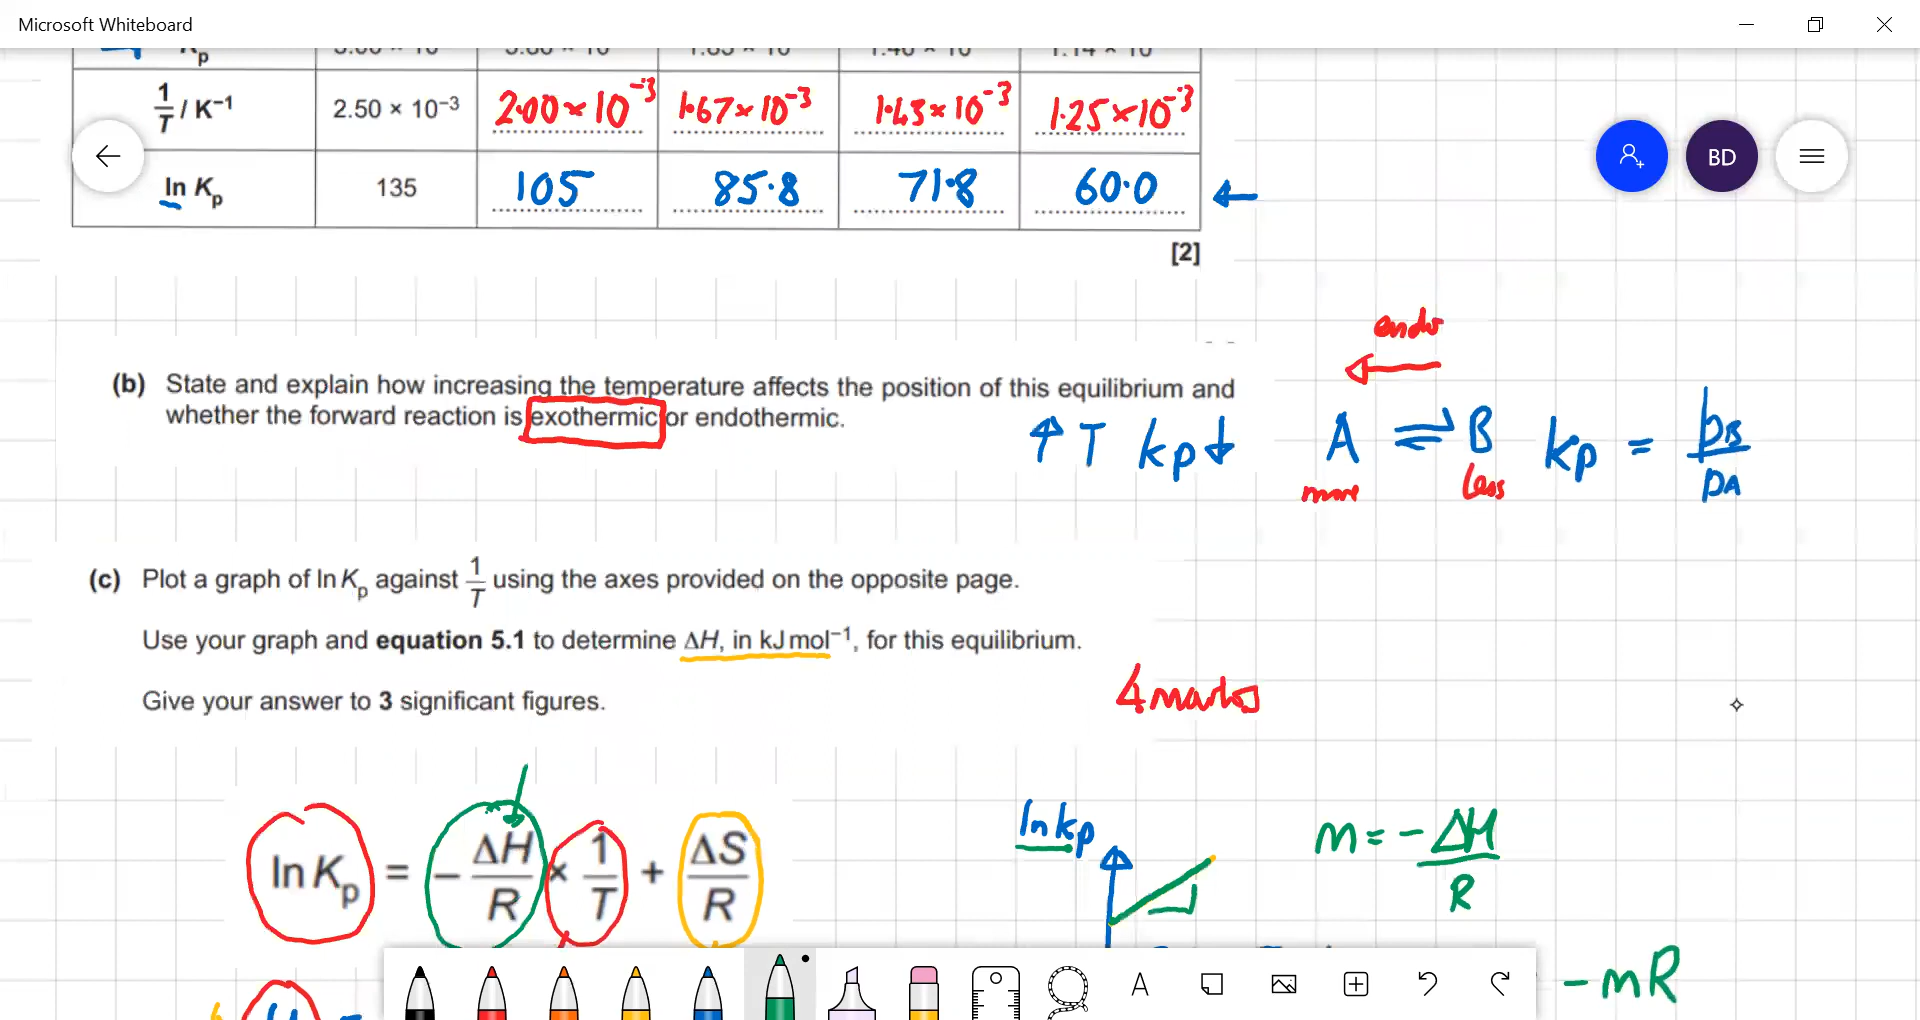 Microsoft Whiteboard
1/T / K⁻¹ 2.50 × 10⁻³ 2.00 × 10⁻³ 1.67 × 10⁻³ 1.43 × 10⁻³ 1.25 × 10⁻³
ln Kp 135 105 85.8 71.8 60.0
[2]
BD
endo
(b) State and explain how increasing the temperature affects the position of this equilibrium and
whether the forward reaction is exothermic or endothermic.
↑ T kp ↓ A ⇌ B kp = pB/pA
more less
(c) Plot a graph of ln Kp against 1/T using the axes provided on the opposite page.
Use your graph and equation 5.1 to determine ΔH, in kJ mol⁻¹, for this equilibrium.
Give your answer to 3 significant figures.
4 marks
ln Kp = − ΔH/R × 1/T + ΔS/R
ln kp
m = − ΔH/R
− mR